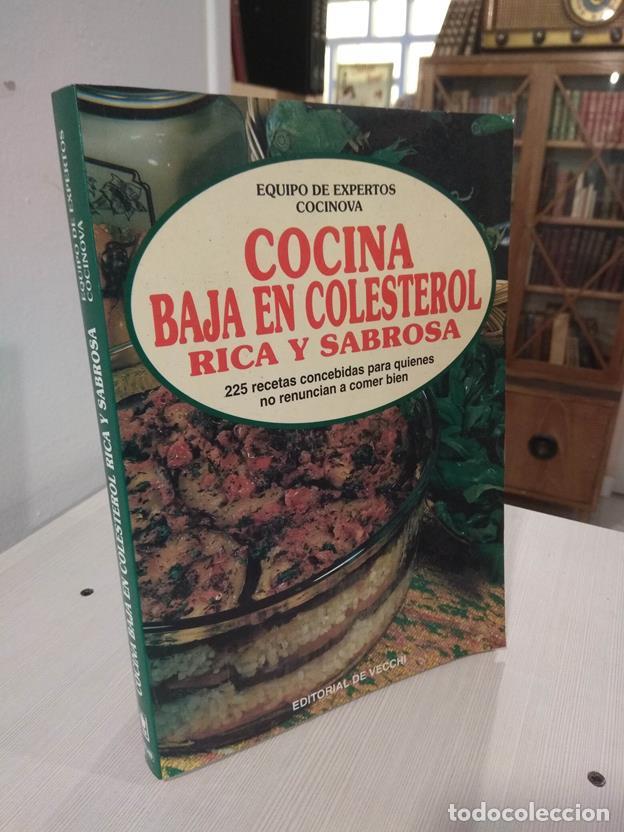 EQUIPO DE EXPERTOS
COCINOVA
COCINA
BAJA EN COLESTEROL
RICA Y SABROSA
225 recetas concebidas para quienes
no renuncian a comer bien
EDITORIAL DE VECCHI
EQUIPO DE EXPERTOS
COCINOVA
COCINA BAJA EN COLESTEROL RICA Y SABROSA
todocoleccion